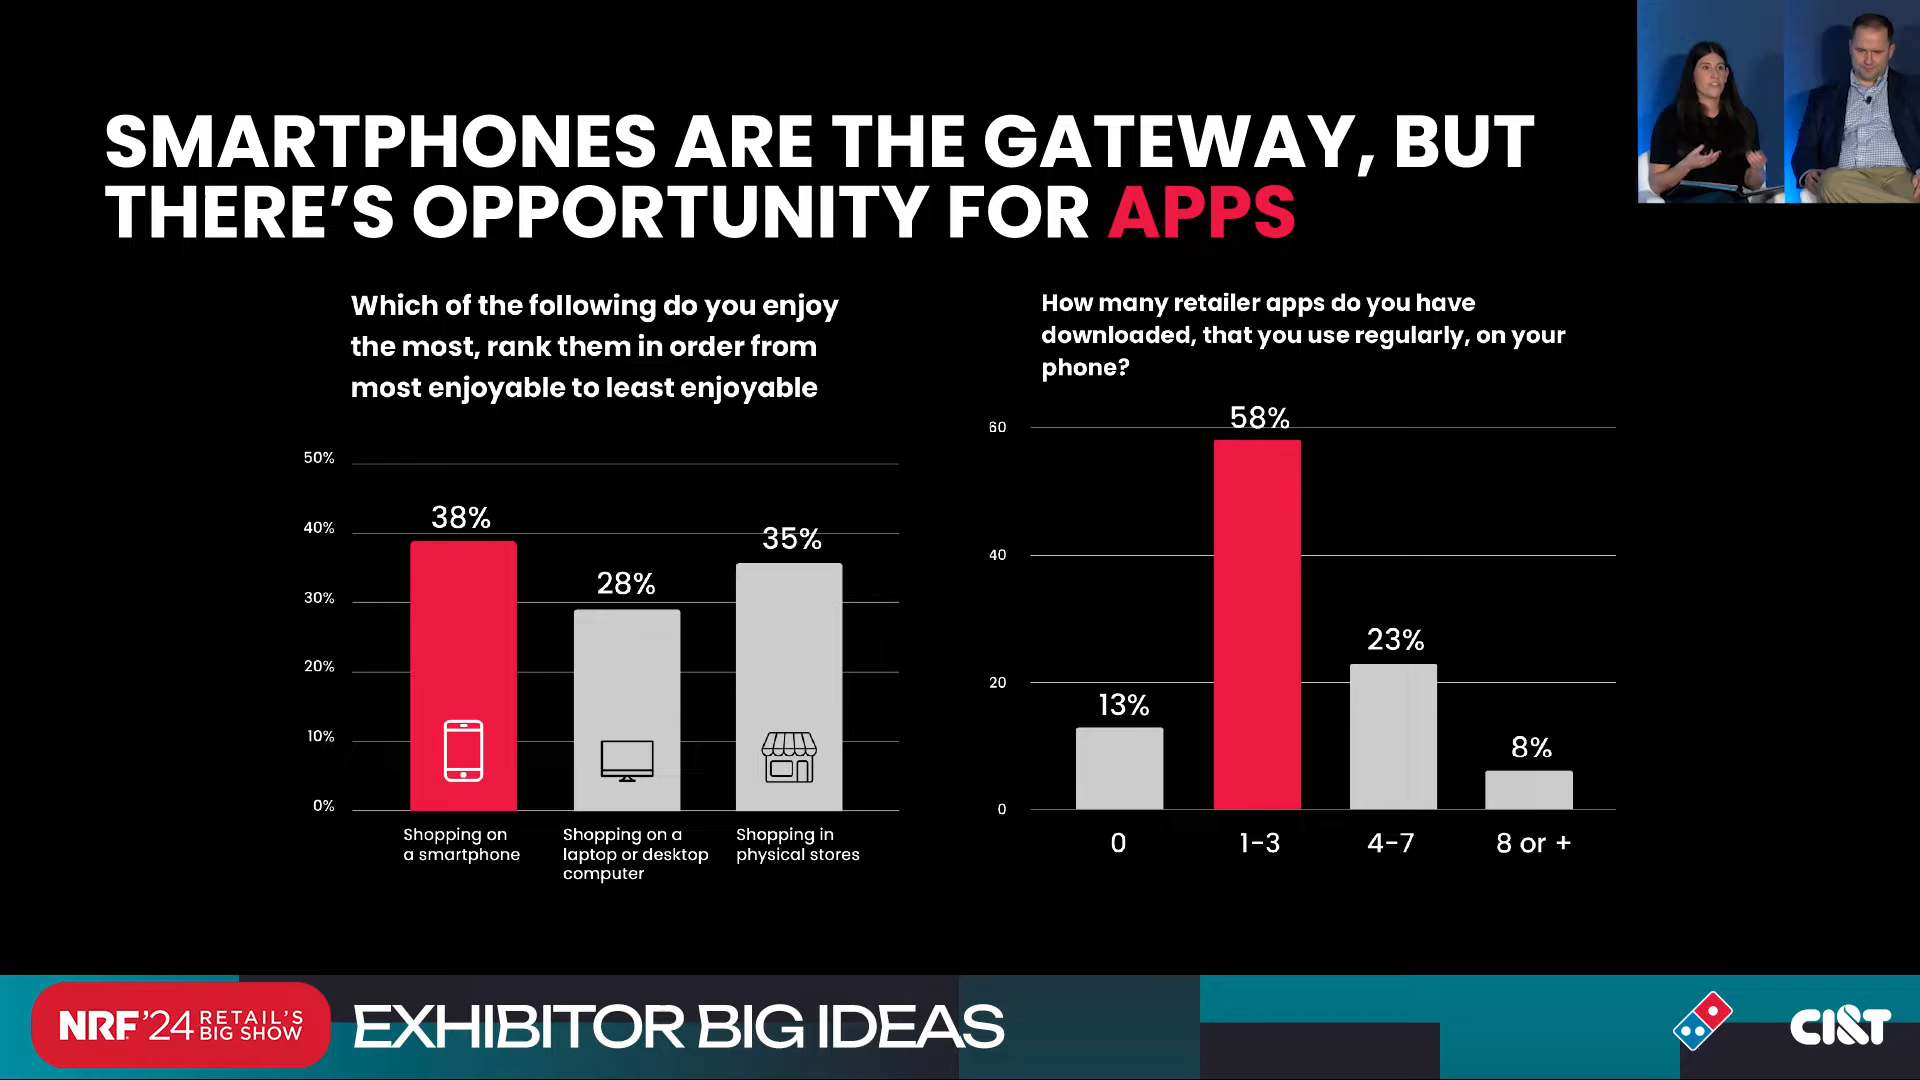 SMARTPHONES ARE THE GATEWAY, BUT
THERE'S OPPORTUNITY FOR APPS
Which of the following do you enjoy
the most, rank them in order from
most enjoyable to least enjoyable
50%
40%
30%
20%
10%
0%
38%
28%
35%
Shopping on
a smartphone
Shopping on a
laptop or desktop
computer
Shopping in
physical stores
How many retailer apps do you have
downloaded, that you use regularly, on your
phone?
60
40
20
0
13%
58%
23%
8%
0
1-3
4-7
8 or +
NRF'24 RETAIL'S
BIG SHOW
EXHIBITOR BIG IDEAS
CI&T